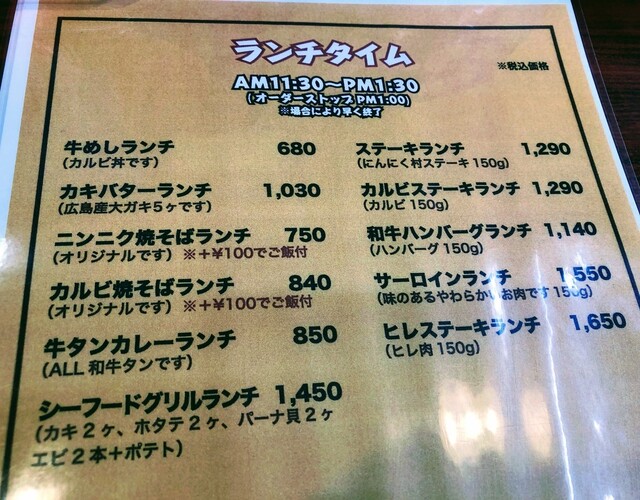 ランチタイム
※税込価格
AM11:30～PM1:30
(オーダーストップPM1:00)
※場合により早く終了
牛めしランチ 680
(カルビ丼です)
カキバターランチ 1,030
(広島産大ガキ5ヶです)
ニンニク焼そばランチ 750
(オリジナルです) ※＋¥100でご飯付
カルビ焼そばランチ 840
(オリジナルです) ※＋¥100でご飯付
牛タンカレーランチ 850
(ALL 和牛タンです)
シーフードグリルランチ 1,450
(カキ2ヶ、ホタテ2ヶ、パーナ貝2ヶ
エビ2本＋ポテト)
ステーキランチ 1,290
(にんにく村ステーキ150g)
カルビステーキランチ 1,290
(カルビ 150g)
和牛ハンバーグランチ 1,140
(ハンバーグ 150g)
サーロインランチ 1,550
(味のあるやわらかいお肉です150g)
ヒレステーキランチ 1,650
(ヒレ肉 150g)